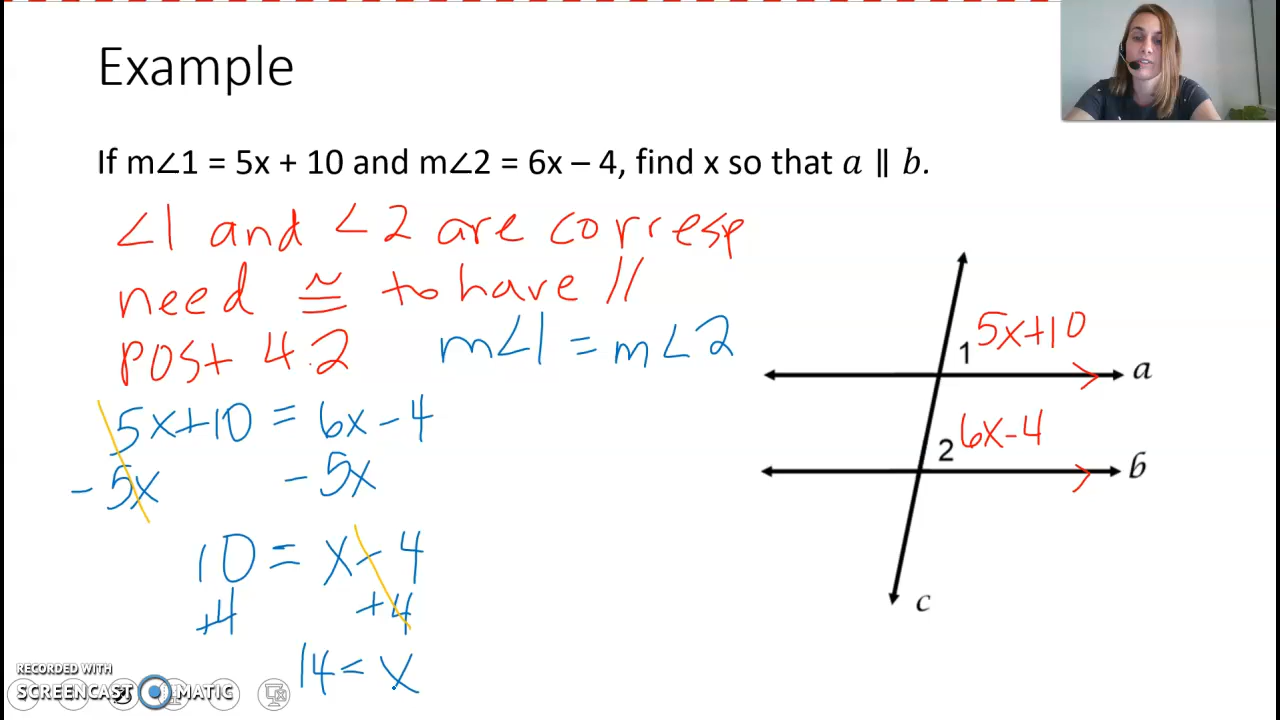 Example
If m∠1 = 5x + 10 and m∠2 = 6x – 4, find x so that a ∥ b.
∠1 and ∠2 are corresp
need ≅ to have //
post 4.2 m∠1 = m∠2
5x+10 = 6x-4
-5x -5x
10 = x-4
+4 +4
14 = x
1 5x+10
a
2 6x-4
b
c
RECORDED WITH
SCREENCAST MATIC